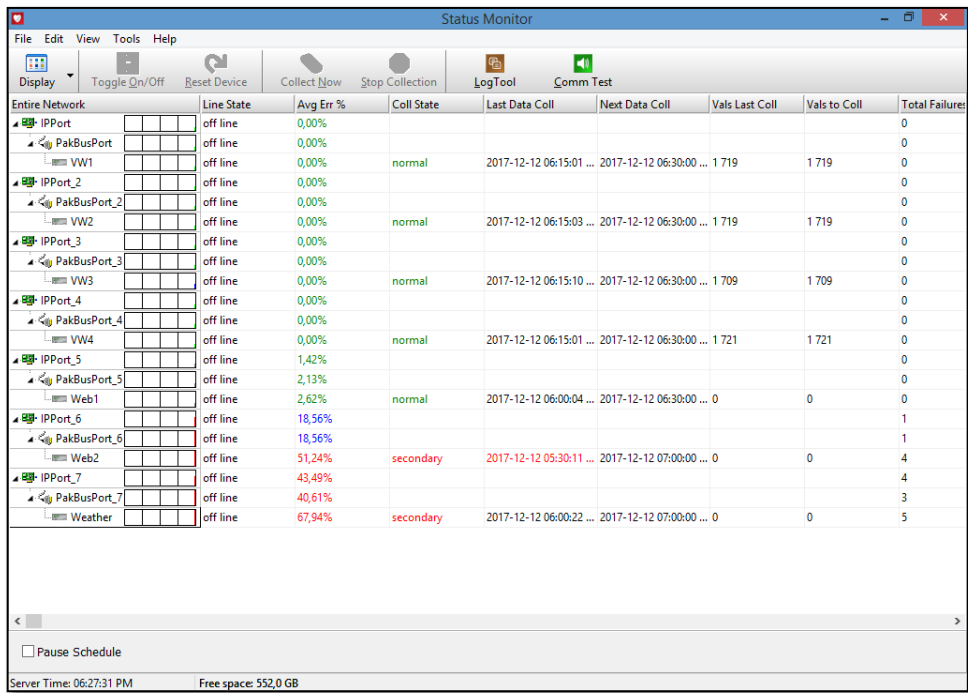 Status Monitor
File Edit View Tools Help
Display Toggle On/Off Reset Device Collect Now Stop Collection LogTool Comm Test
Entire Network Line State Avg Err % Coll State Last Data Coll Next Data Coll Vals Last Coll Vals to Coll Total Failures
IPPort off line 0,00% 0
PakBusPort off line 0,00% 0
VW1 off line 0,00% normal 2017-12-12 06:15:01 ... 2017-12-12 06:30:00 ... 1 719 1 719 0
IPPort_2 off line 0,00% 0
PakBusPort_2 off line 0,00% 0
VW2 off line 0,00% normal 2017-12-12 06:15:03 ... 2017-12-12 06:30:00 ... 1 719 1 719 0
IPPort_3 off line 0,00% 0
PakBusPort_3 off line 0,00% 0
VW3 off line 0,00% normal 2017-12-12 06:15:10 ... 2017-12-12 06:30:00 ... 1 709 1 709 0
IPPort_4 off line 0,00% 0
PakBusPort_4 off line 0,00% 0
VW4 off line 0,00% normal 2017-12-12 06:15:01 ... 2017-12-12 06:30:00 ... 1 721 1 721 0
IPPort_5 off line 1,42% 0
PakBusPort_5 off line 2,13% 0
Web1 off line 2,62% normal 2017-12-12 06:00:04 ... 2017-12-12 06:30:00 ... 0 0 0
IPPort_6 off line 18,56% 1
PakBusPort_6 off line 18,56% 1
Web2 off line 51,24% secondary 2017-12-12 05:30:11 ... 2017-12-12 07:00:00 ... 0 0 4
IPPort_7 off line 43,49% 4
PakBusPort_7 off line 40,61% 3
Weather off line 67,94% secondary 2017-12-12 06:00:22 ... 2017-12-12 07:00:00 ... 0 0 5
Pause Schedule
Server Time: 06:27:31 PM Free space: 552,0 GB